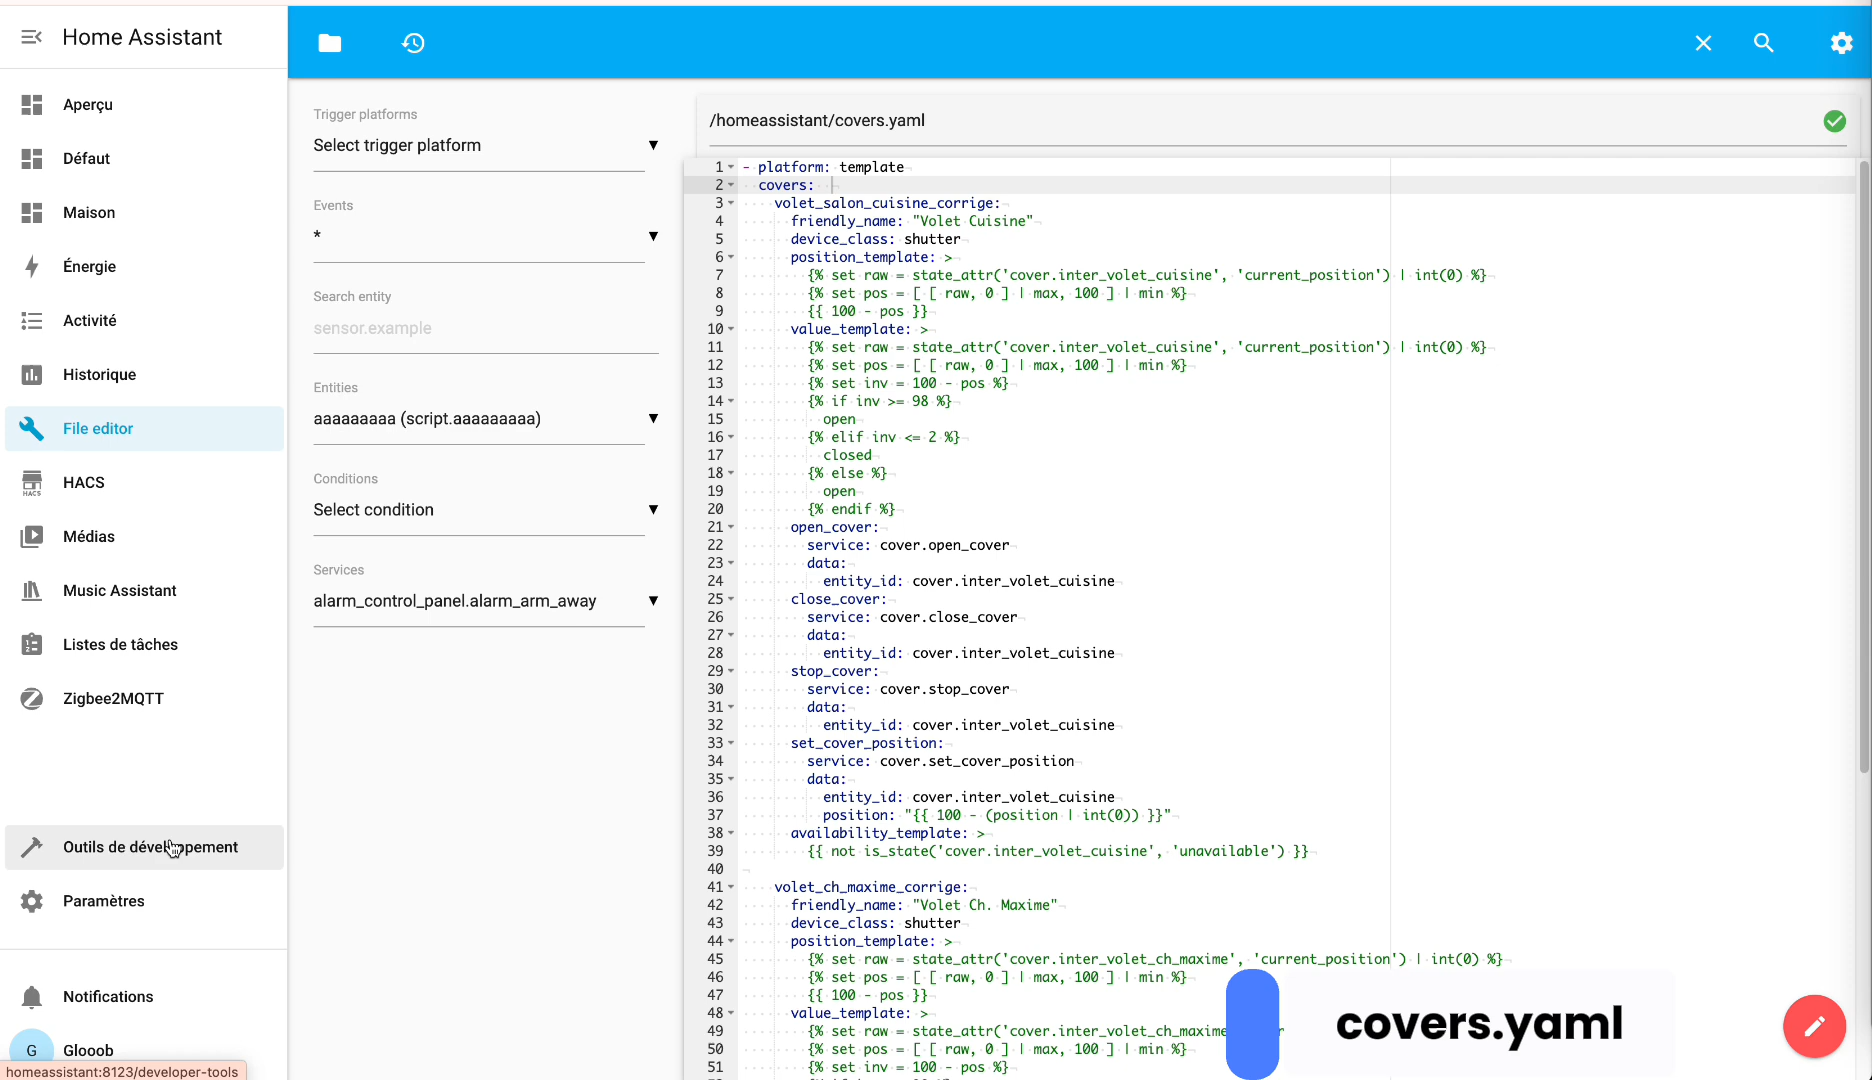 Home Assistant
Aperçu
Défaut
Maison
Énergie
Activité
Historique
File editor
HACS
HACS
Médias
Music Assistant
Listes de tâches
Zigbee2MQTT
Outils de développement
Paramètres
Notifications
G Glooob
homeassistant:8123/developer-tools
Trigger platforms
Select trigger platform
Events
*
Search entity
sensor.example
Entities
aaaaaaaaa (script.aaaaaaaaa)
Conditions
Select condition
Services
alarm_control_panel.alarm_arm_away
/homeassistant/covers.yaml
1 - platform: template
2 covers:
3 volet_salon_cuisine_corrige:
4 friendly_name: "Volet Cuisine"
5 device_class: shutter
6 position_template: >
7 {% set raw = state_attr('cover.inter_volet_cuisine', 'current_position') | int(0) %}
8 {% set pos = [ [ raw, 0 ] | max, 100 ] | min %}
9 {{ 100 - pos }}
10 value_template: >
11 {% set raw = state_attr('cover.inter_volet_cuisine', 'current_position') | int(0) %}
12 {% set pos = [ [ raw, 0 ] | max, 100 ] | min %}
13 {% set inv = 100 - pos %}
14 {% if inv >= 98 %}
15 open
16 {% elif inv <= 2 %}
17 closed
18 {% else %}
19 open
20 {% endif %}
21 open_cover:
22 service: cover.open_cover
23 data:
24 entity_id: cover.inter_volet_cuisine
25 close_cover:
26 service: cover.close_cover
27 data:
28 entity_id: cover.inter_volet_cuisine
29 stop_cover:
30 service: cover.stop_cover
31 data:
32 entity_id: cover.inter_volet_cuisine
33 set_cover_position:
34 service: cover.set_cover_position
35 data:
36 entity_id: cover.inter_volet_cuisine
37 position: "{{ 100 - (position | int(0)) }}"
38 availability_template: >
39 {{ not is_state('cover.inter_volet_cuisine', 'unavailable') }}
40
41 volet_ch_maxime_corrige:
42 friendly_name: "Volet Ch. Maxime"
43 device_class: shutter
44 position_template: >
45 {% set raw = state_attr('cover.inter_volet_ch_maxime', 'current_position') | int(0) %}
46 {% set pos = [ [ raw, 0 ] | max, 100 ] | min %}
47 {{ 100 - pos }}
48 value_template: >
49 {% set raw = state_attr('cover.inter_volet_ch_maxime
50 {% set pos = [ [ raw, 0 ] | max, 100 ] | min %}
51 {% set inv = 100 - pos %}
covers.yaml